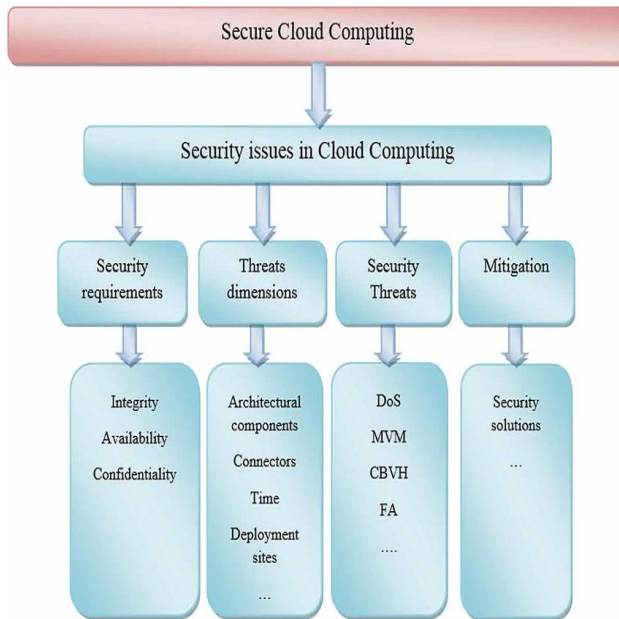 Secure Cloud Computing
Security issues in Cloud Computing
Security
requirements
Threats
dimensions
Security
Threats
Mitigation
Integrity
Availability
Confidentiality
Architectural
components
Connectors
Time
Deployment
sites
...
DoS
MVM
CBVH
FA
....
Security
solutions
...